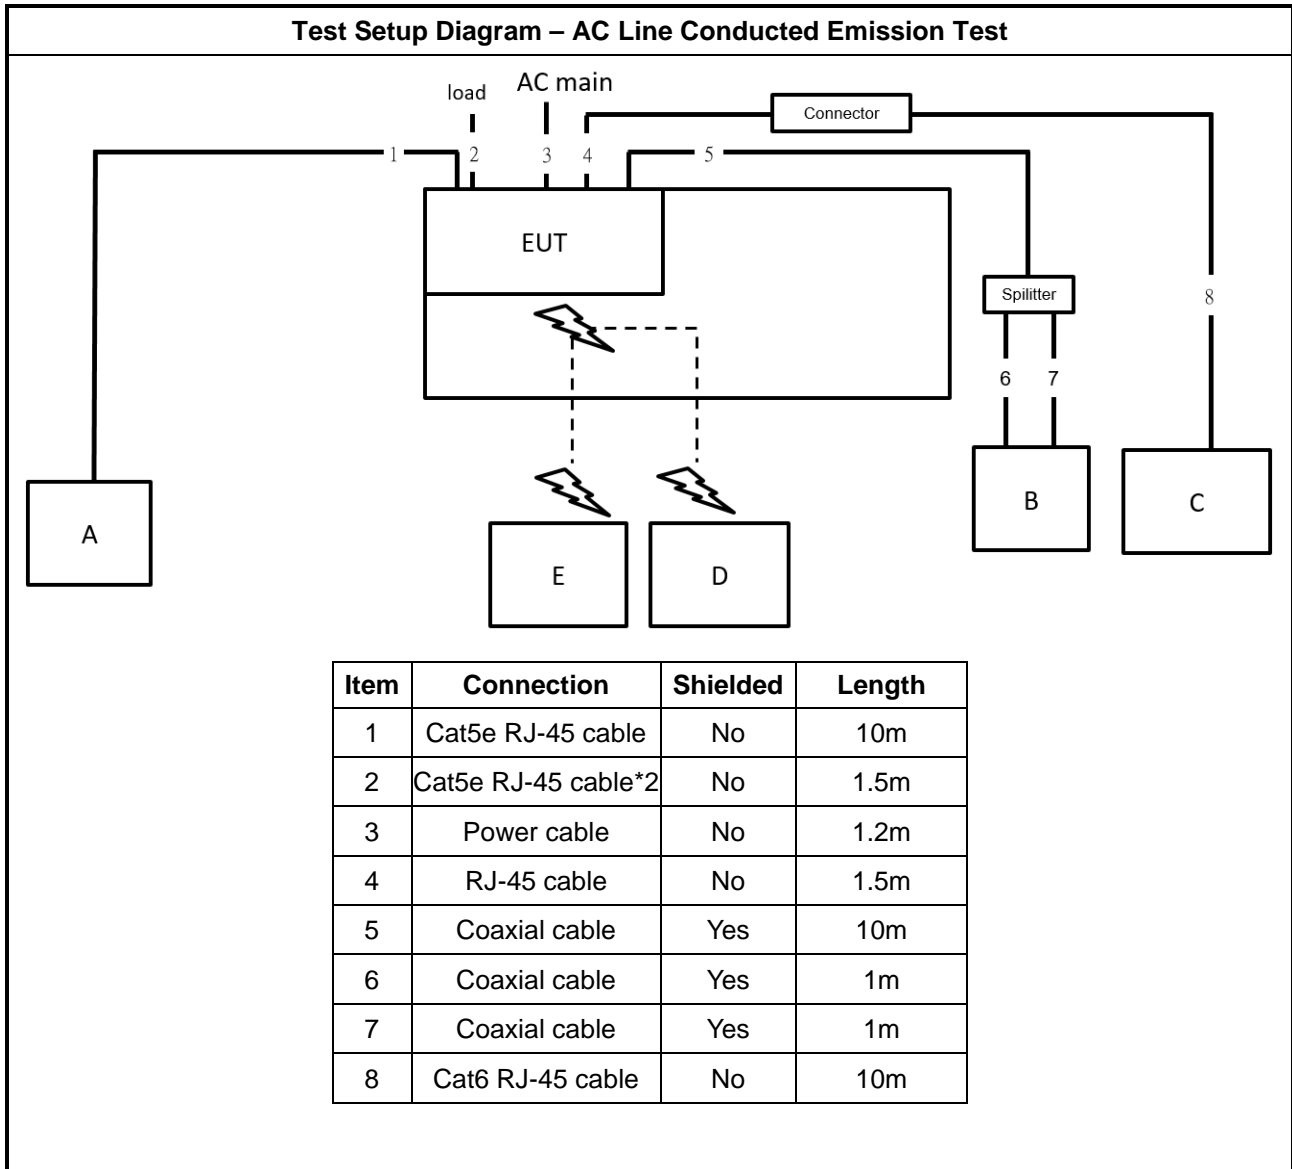 Test Setup Diagram – AC Line Conducted Emission Test
load
AC main
Connector
1
2
3
4
5
EUT
Spilitter
8
6
7
A
B
C
E
D
Item Connection Shielded Length
1 Cat5e RJ-45 cable No 10m
2 Cat5e RJ-45 cable*2 No 1.5m
3 Power cable No 1.2m
4 RJ-45 cable No 1.5m
5 Coaxial cable Yes 10m
6 Coaxial cable Yes 1m
7 Coaxial cable Yes 1m
8 Cat6 RJ-45 cable No 10m